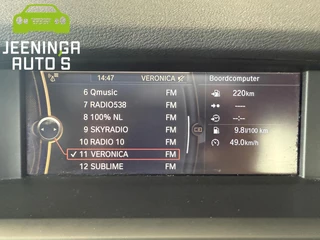 JEENINGA
AUTO'S
14:47 VERONICA
Boordcomputer
6 Qmusic FM
7 RADIO538 FM
8 100% NL FM
9 SKYRADIO FM
10 RADIO 10 FM
✓ 11 VERONICA FM
12 SUBLIME FM
220km
--:--
9.8l/100 km
49.0km/h